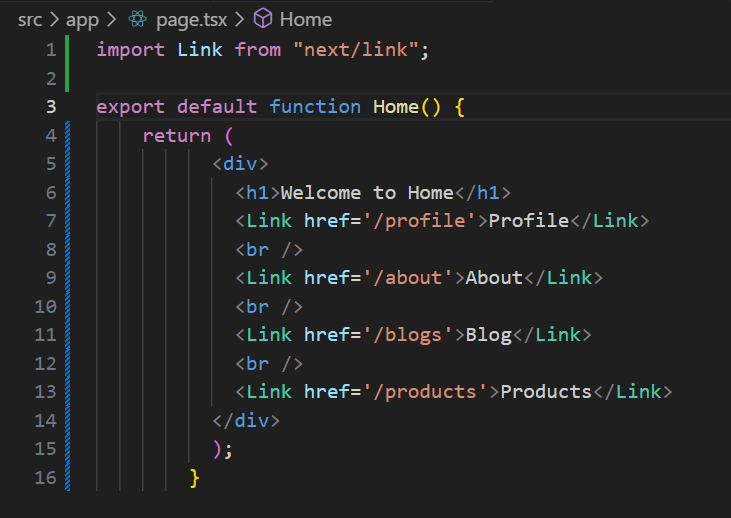 src > app > page.tsx > Home
1 import Link from "next/link";
2
3 export default function Home() {
4     return (
5           <div>
6             <h1>Welcome to Home</h1>
7             <Link href='/profile'>Profile</Link>
8             <br />
9             <Link href='/about'>About</Link>
10            <br />
11            <Link href='/blogs'>Blog</Link>
12            <br />
13            <Link href='/products'>Products</Link>
14          </div>
15          );
16        }